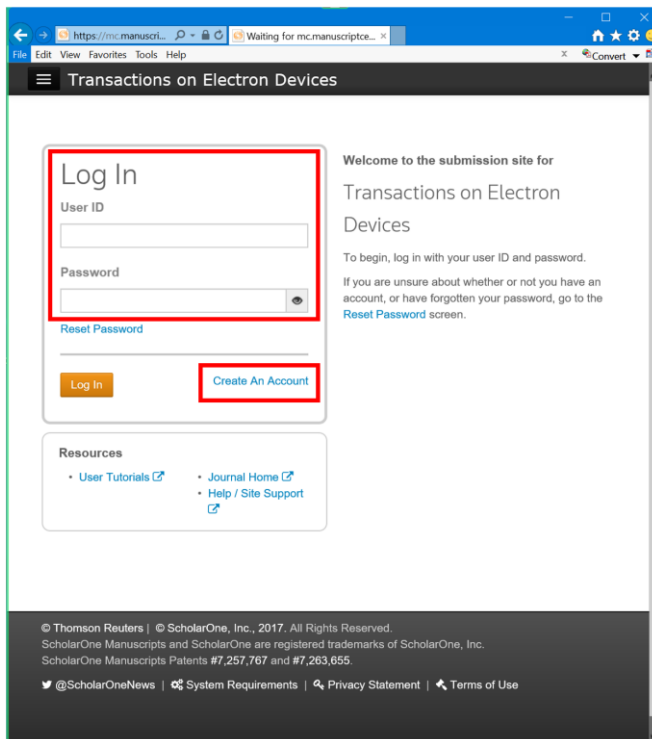 https://mc.manuscri... Waiting for mc.manuscriptce... ×
File Edit View Favorites Tools Help x Convert
Transactions on Electron Devices
Log In
User ID
Password
Reset Password
Log In
Create An Account
Welcome to the submission site for
Transactions on Electron
Devices
To begin, log in with your user ID and password.
If you are unsure about whether or not you have an
account, or have forgotten your password, go to the
Reset Password screen.
Resources
• User Tutorials
• Journal Home
• Help / Site Support
© Thomson Reuters | © ScholarOne, Inc., 2017. All Rights Reserved.
ScholarOne Manuscripts and ScholarOne are registered trademarks of ScholarOne, Inc.
ScholarOne Manuscripts Patents #7,257,767 and #7,263,655.
@ScholarOneNews | System Requirements | Privacy Statement | Terms of Use